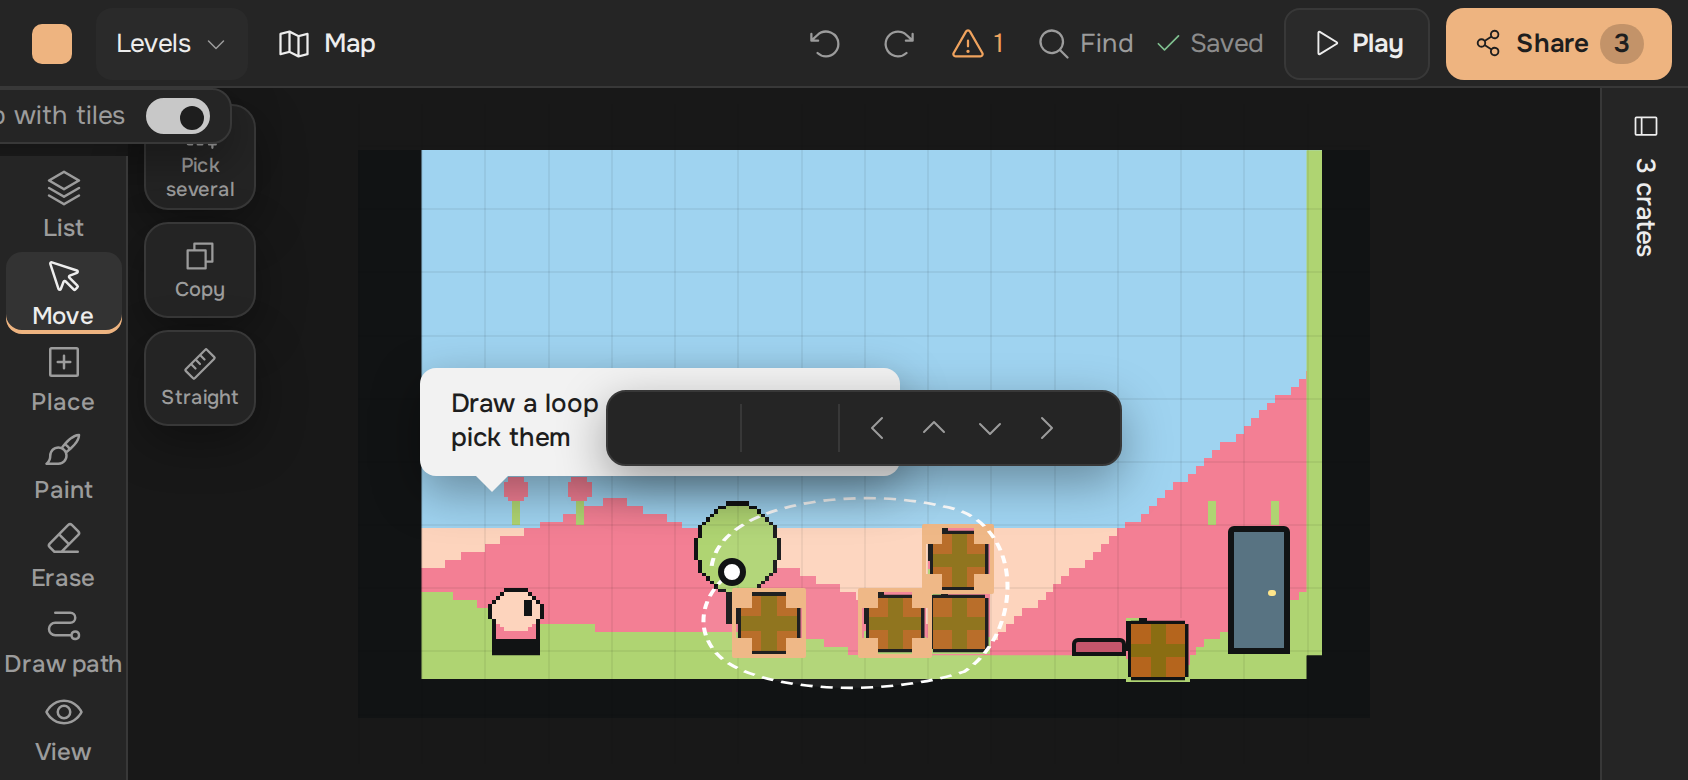 Levels
Map
1
Find
Saved
Play
Share 3
with tiles
Pick
several
List
Copy
Move
Straight
Place
Draw a loop
pick them
Paint
Erase
Draw path
View
3 crates